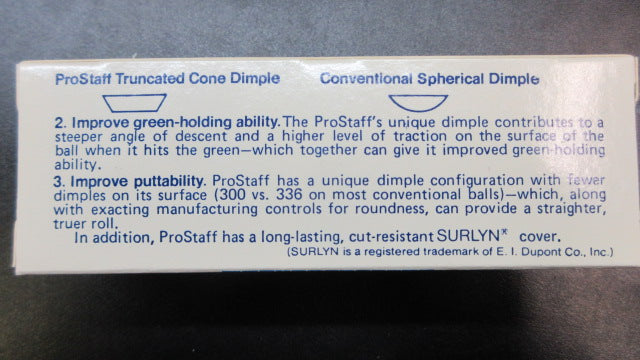 ProStaff Truncated Cone Dimple Conventional Spherical Dimple
2. Improve green-holding ability. The ProStaff's unique dimple contributes to a
steeper angle of descent and a higher level of traction on the surface of the
ball when it hits the green—which together can give it improved green-holding
ability.
3. Improve puttability. ProStaff has a unique dimple configuration with fewer
dimples on its surface (300 vs. 336 on most conventional balls)—which, along
with exacting manufacturing controls for roundness, can provide a straighter,
truer roll.
In addition, ProStaff has a long-lasting, cut-resistant SURLYN* cover.
(SURLYN is a registered trademark of E. I. Dupont Co., Inc.)